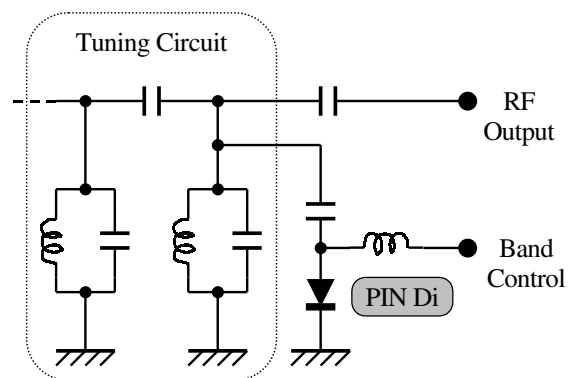 Tuning Circuit
RF
Output
Band
Control
PIN Di